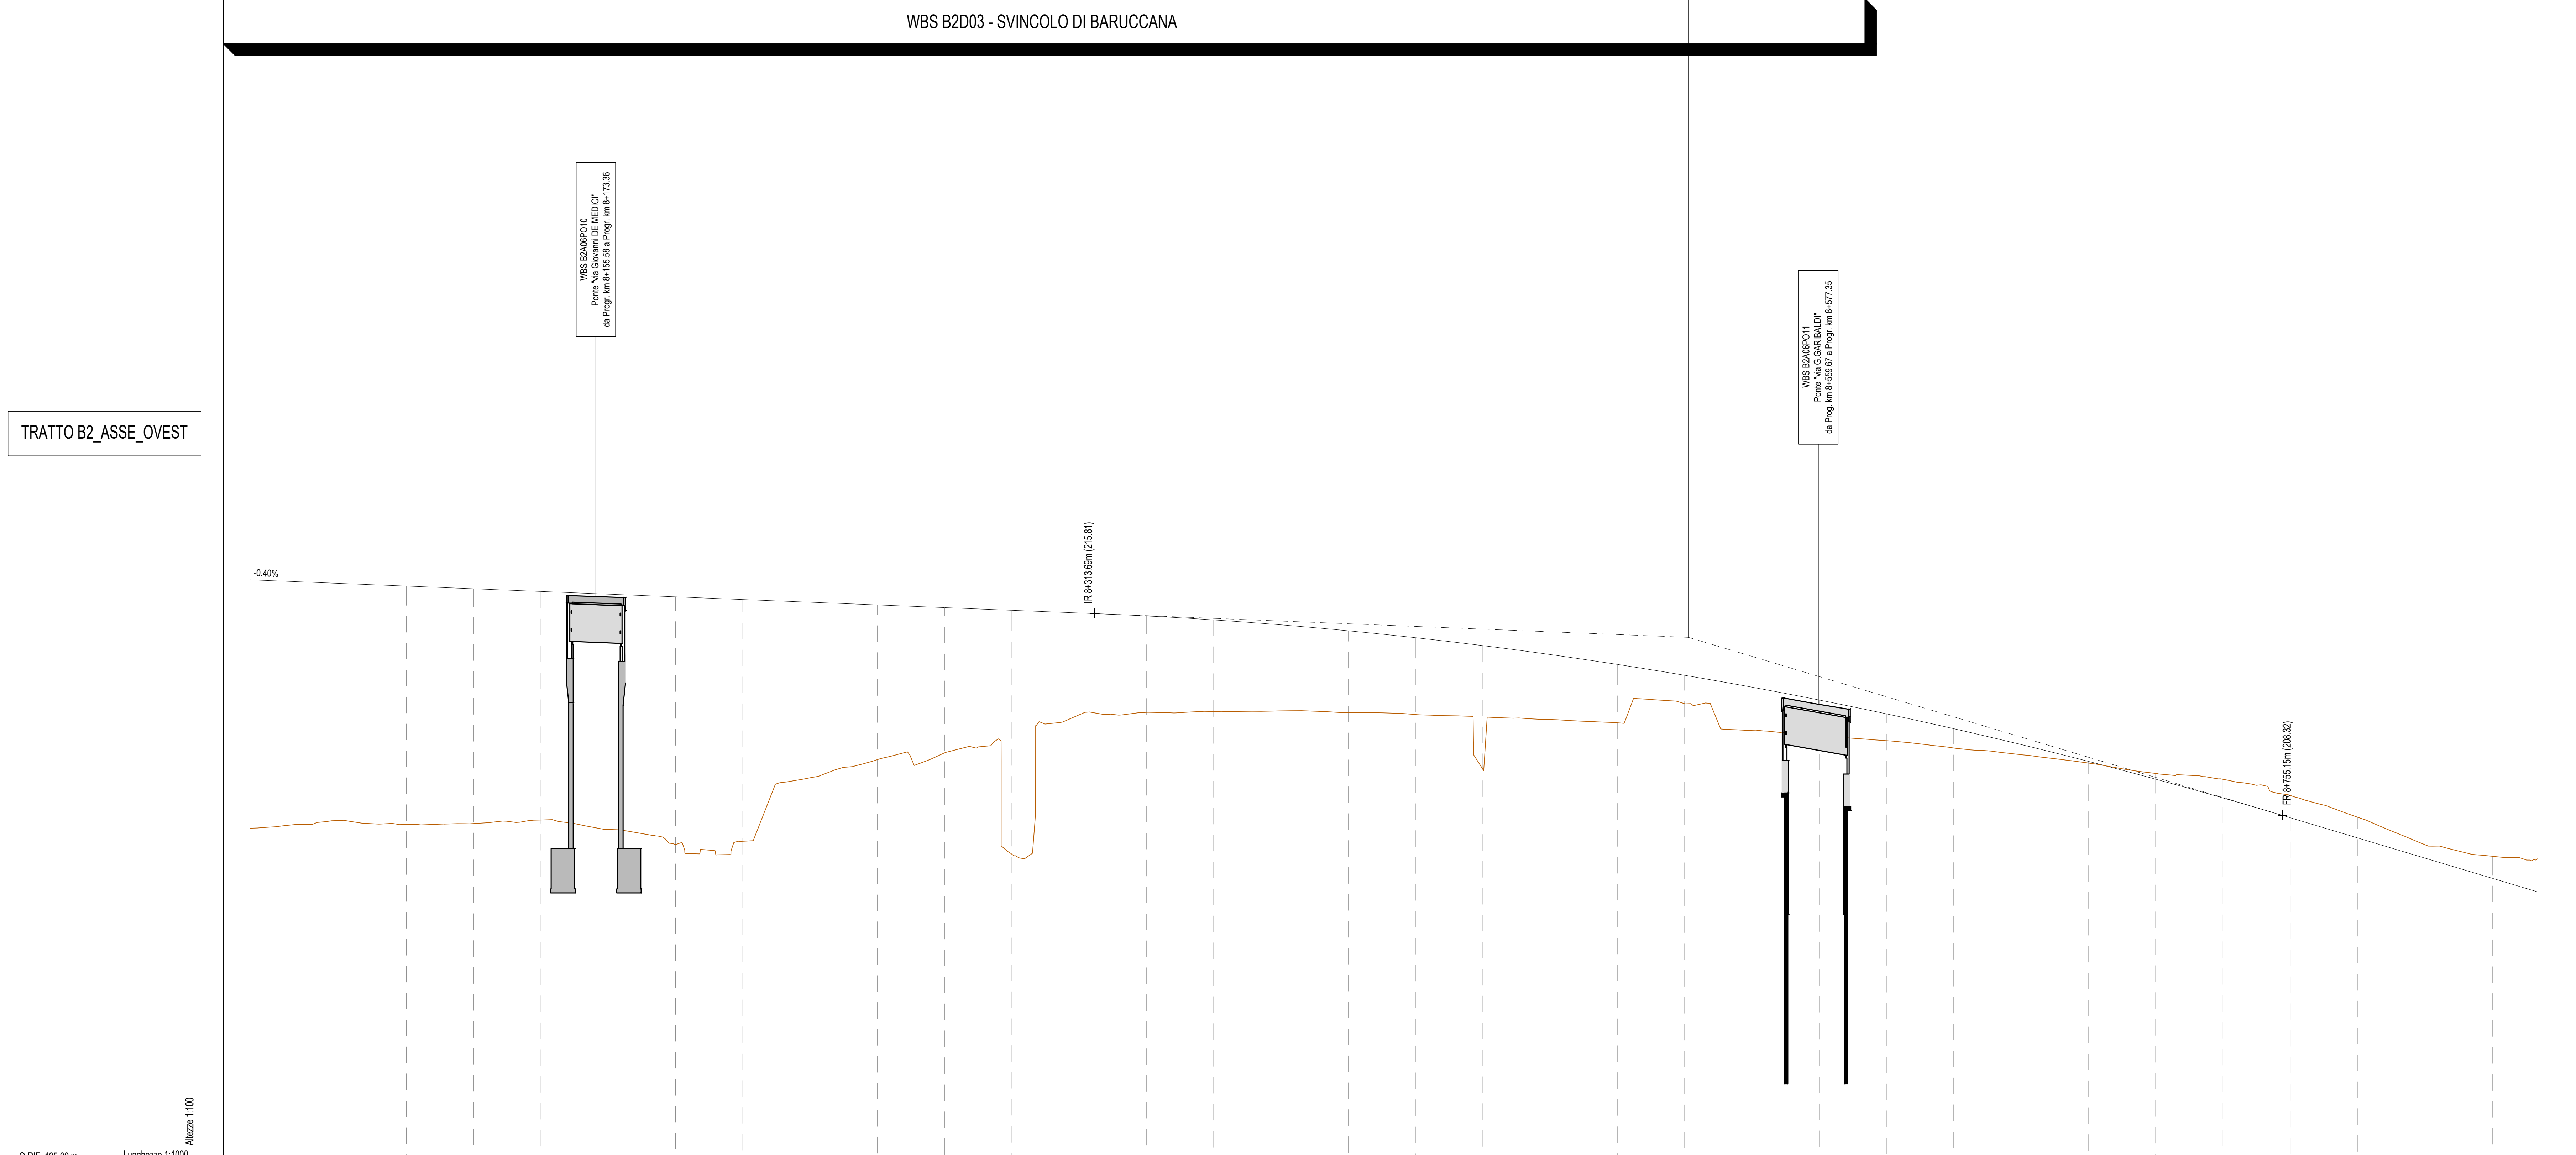 WBS B2D03 - SVINCOLO DI BARUCCANA
WBS B2A06PO10
Ponte "via Giovanni DE MEDICI"
da Progr. km 8+155.58 a Progr. km 8+173.36
WBS B2A06PO11
Ponte "via G.GARIBALDI"
da Prog. km 8+559.67 a Progr. km 8+577.35
TRATTO B2_ASSE_OVEST
-0.40%
IR 8+313.69m (215.81)
FR 8+755.15m (208.32)
Altezze 1:100
Lunghezze 1:1000